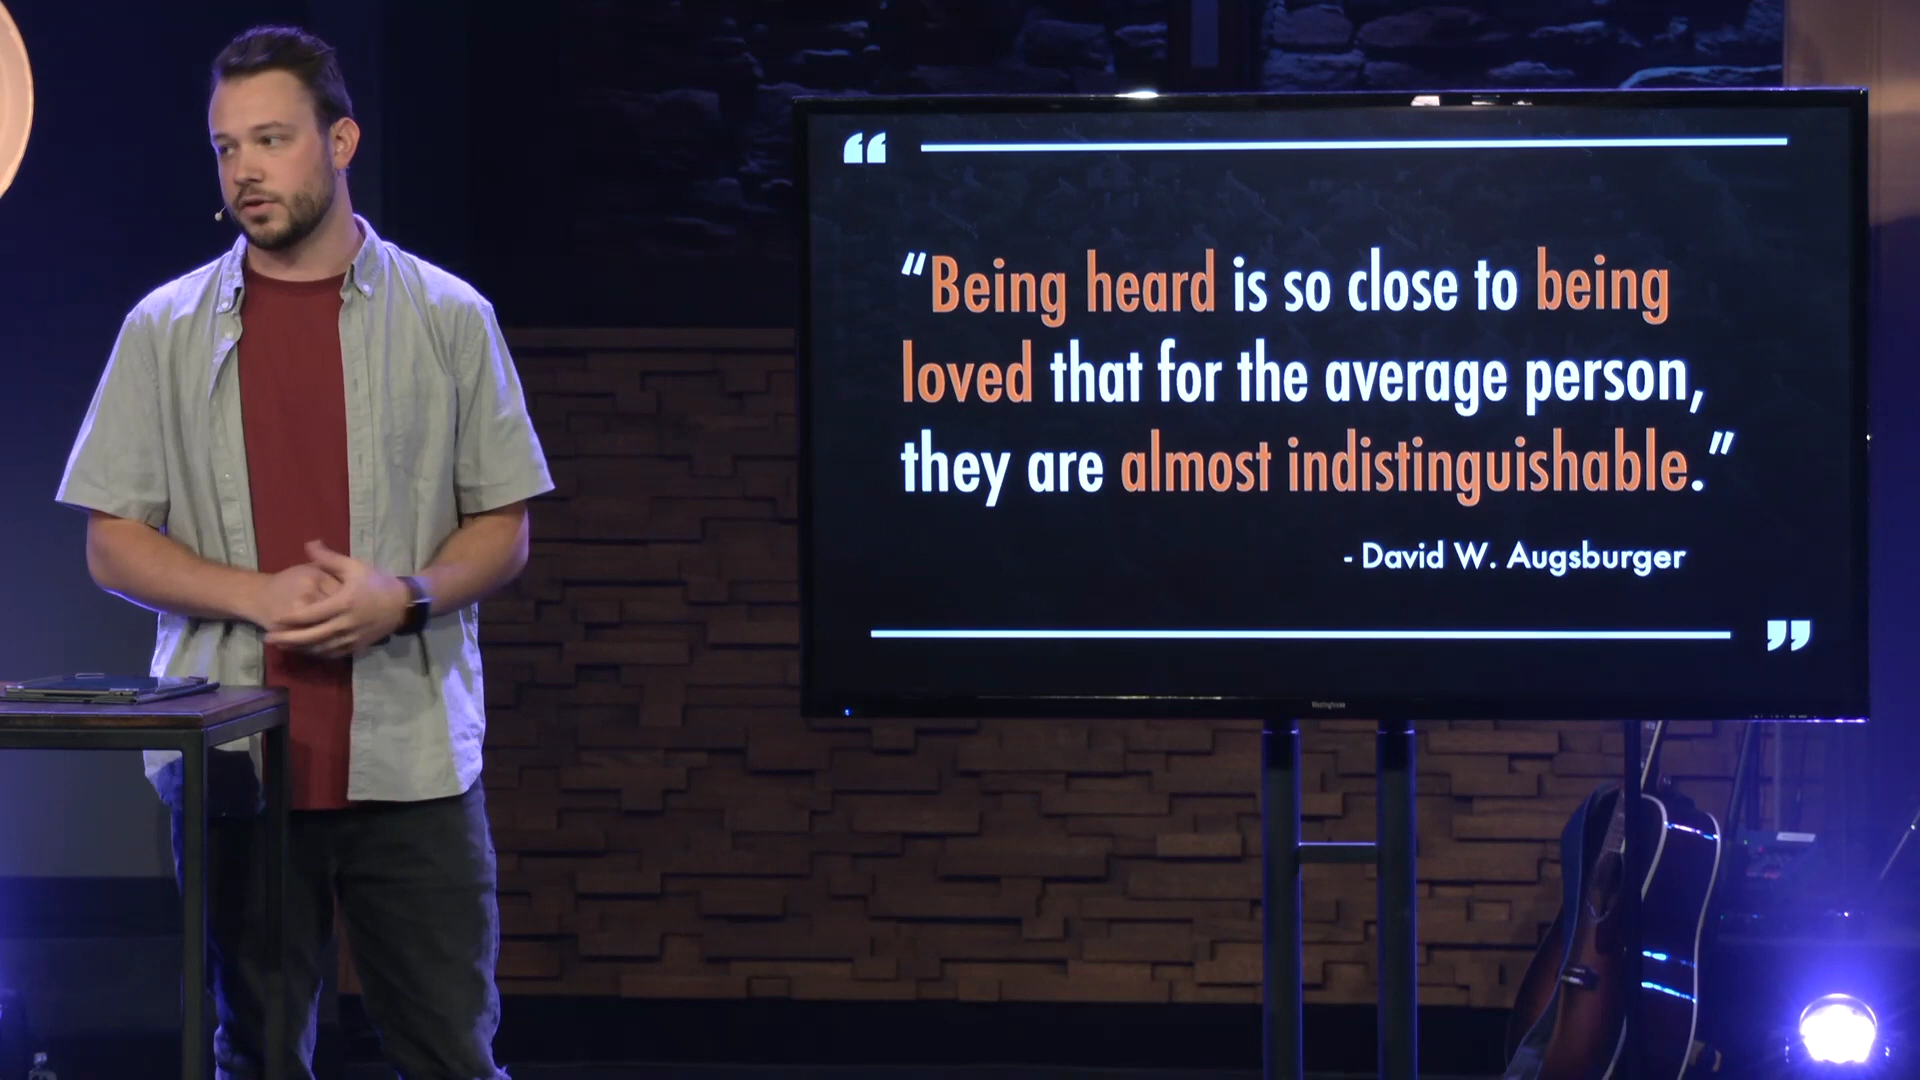 “
“Being heard is so close to being
loved that for the average person,
they are almost indistinguishable.”
- David W. Augsburger
”
Westinghouse